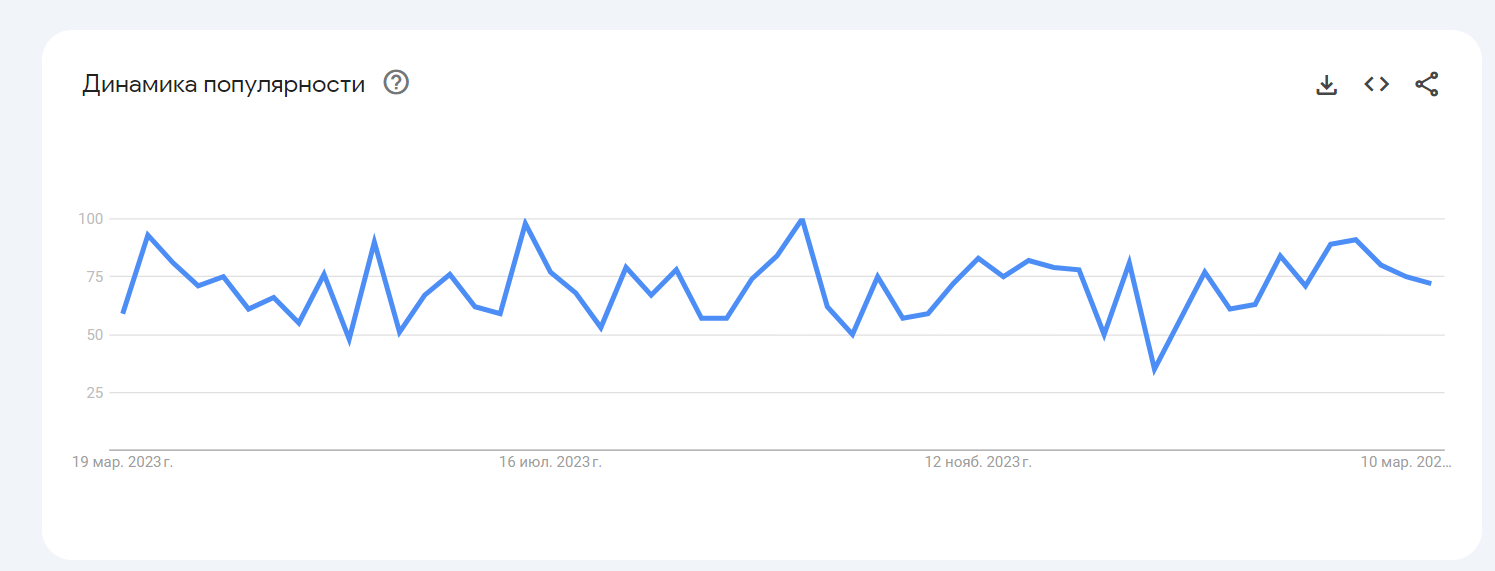 Динамика популярности ?
100
75
50
25
19 мар. 2023 г. 16 июл. 2023 г. 12 нояб. 2023 г. 10 мар. 202…